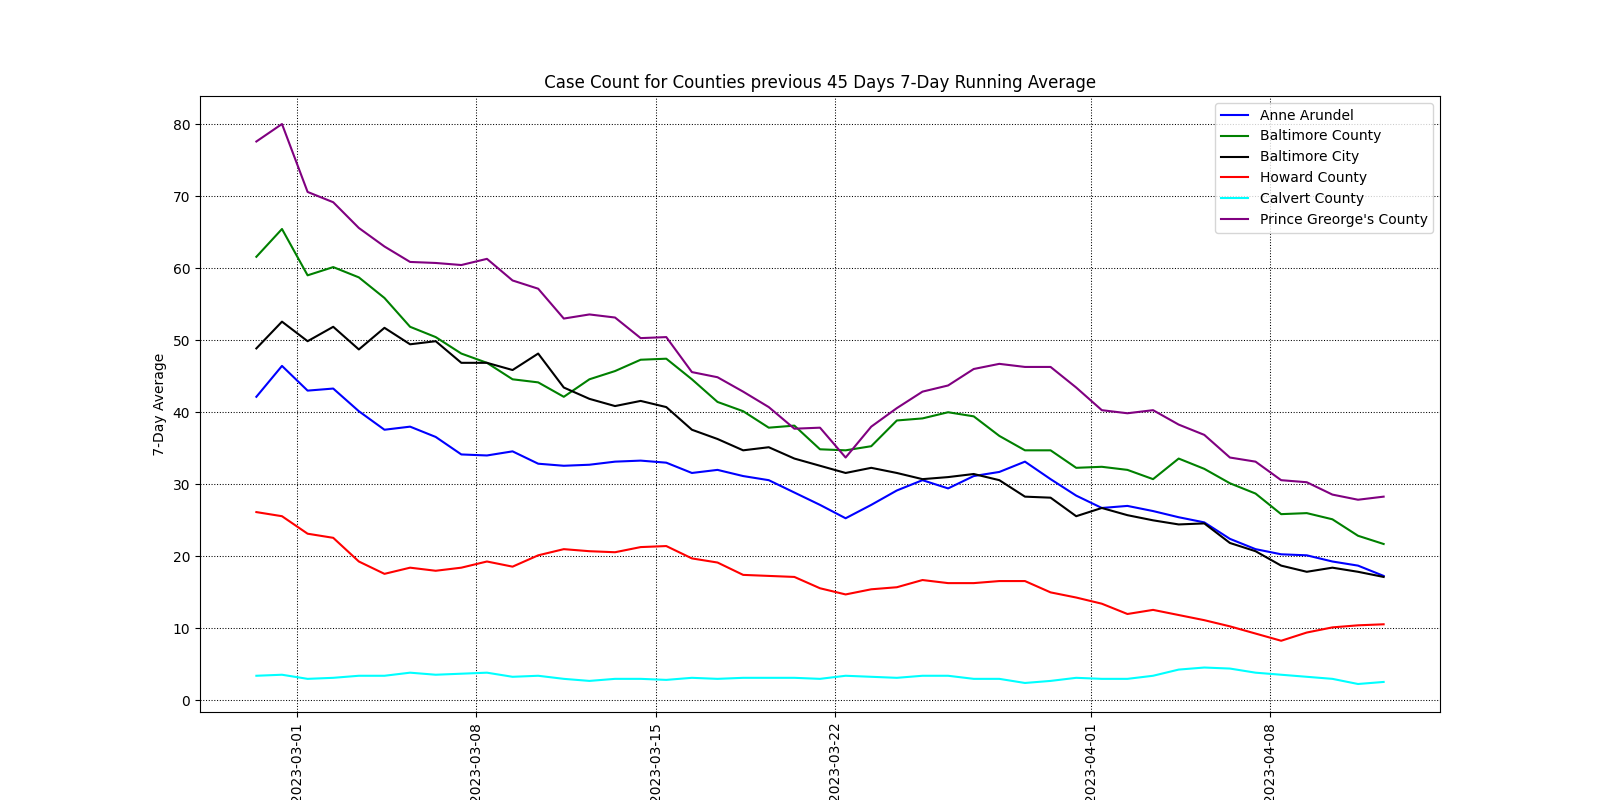 Case Count for Counties previous 45 Days 7-Day Running Average
Anne Arundel
Baltimore County
Baltimore City
Howard County
Calvert County
Prince Greorge's County
7-Day Average
80
70
60
50
40
30
20
10
0
2023-03-01
2023-03-08
2023-03-15
2023-03-22
2023-04-01
2023-04-08